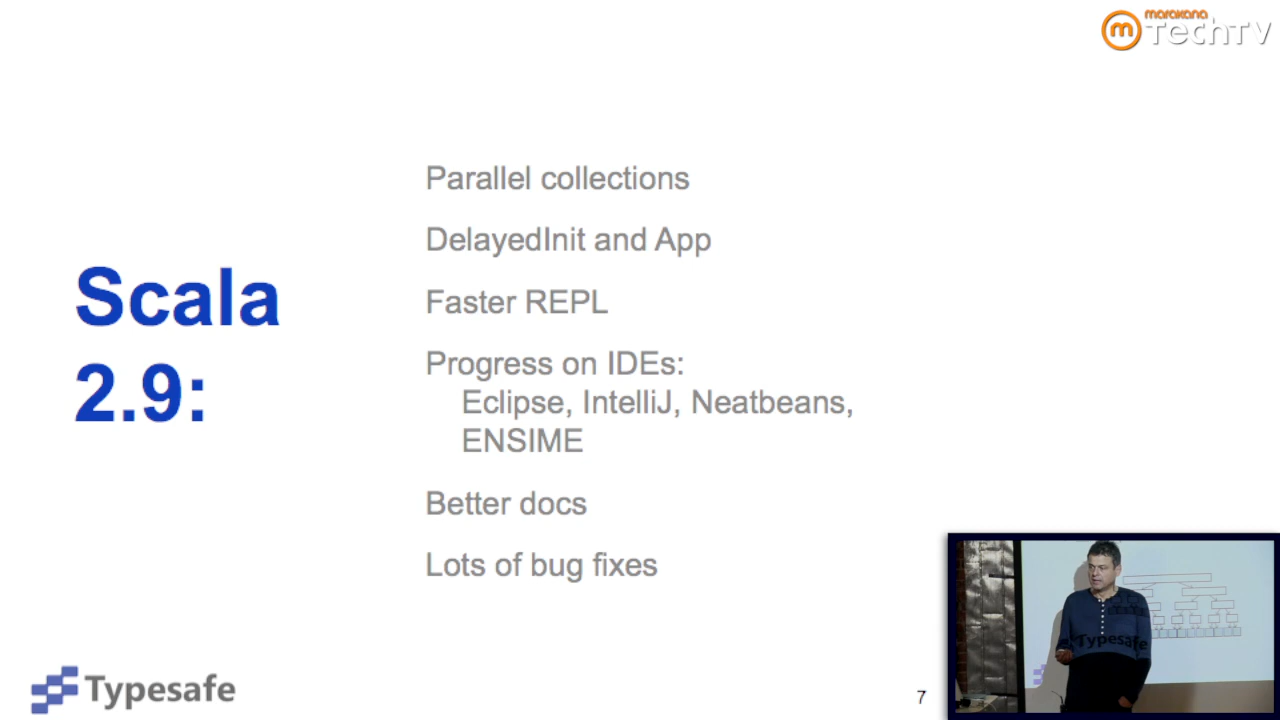 marakana
m TechTV
Parallel collections
DelayedInit and App
Faster REPL
Scala
2.9:
Progress on IDEs:
Eclipse, IntelliJ, Neatbeans,
ENSIME
Better docs
Lots of bug fixes
Typesafe
7
Typesafe